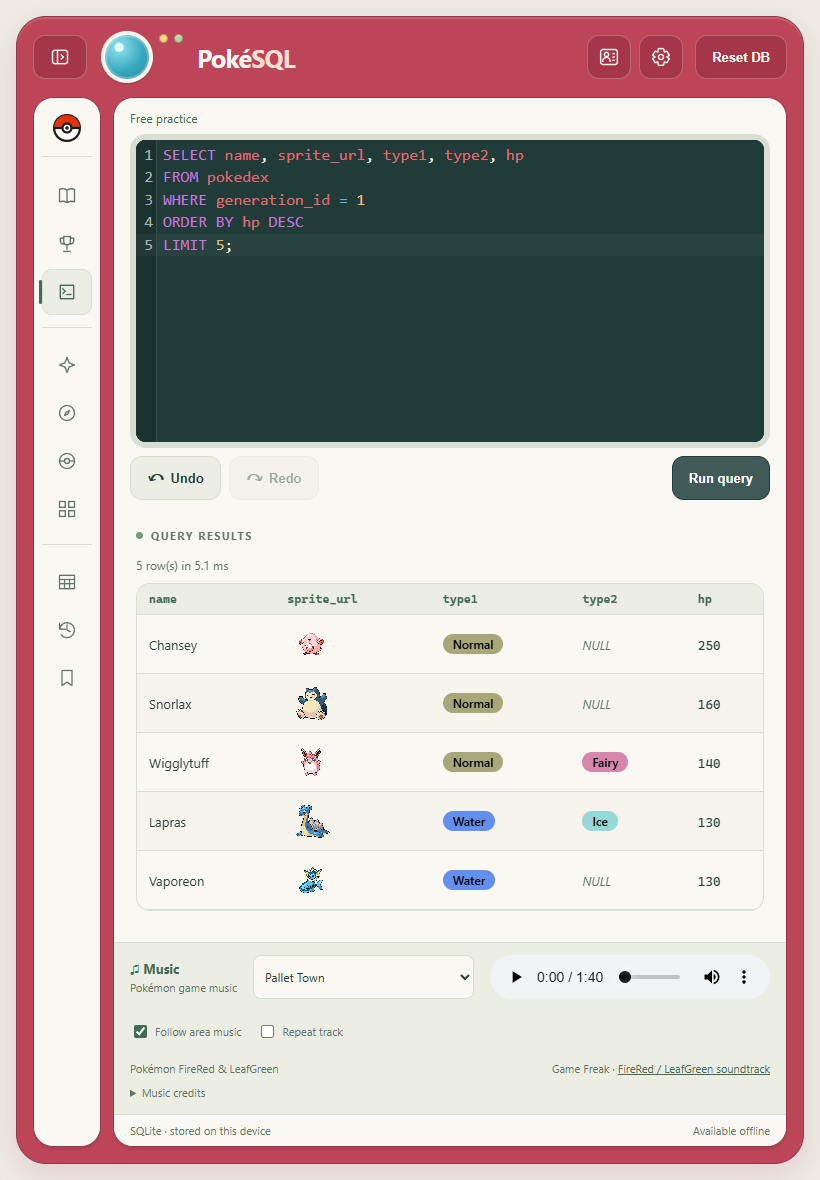 PokéSQL
Reset DB
Free practice
1 SELECT name, sprite_url, type1, type2, hp
2 FROM pokedex
3 WHERE generation_id = 1
4 ORDER BY hp DESC
5 LIMIT 5;
Undo Redo Run query
QUERY RESULTS
5 row(s) in 5.1 ms
name sprite_url type1 type2 hp
Chansey Normal NULL 250
Snorlax Normal NULL 160
Wigglytuff Normal Fairy 140
Lapras Water Ice 130
Vaporeon Water NULL 130
♫ Music
Pokémon game music
Pallet Town
0:00 / 1:40
Follow area music Repeat track
Pokémon FireRed & LeafGreen Game Freak · FireRed / LeafGreen soundtrack
Music credits
SQLite · stored on this device Available offline